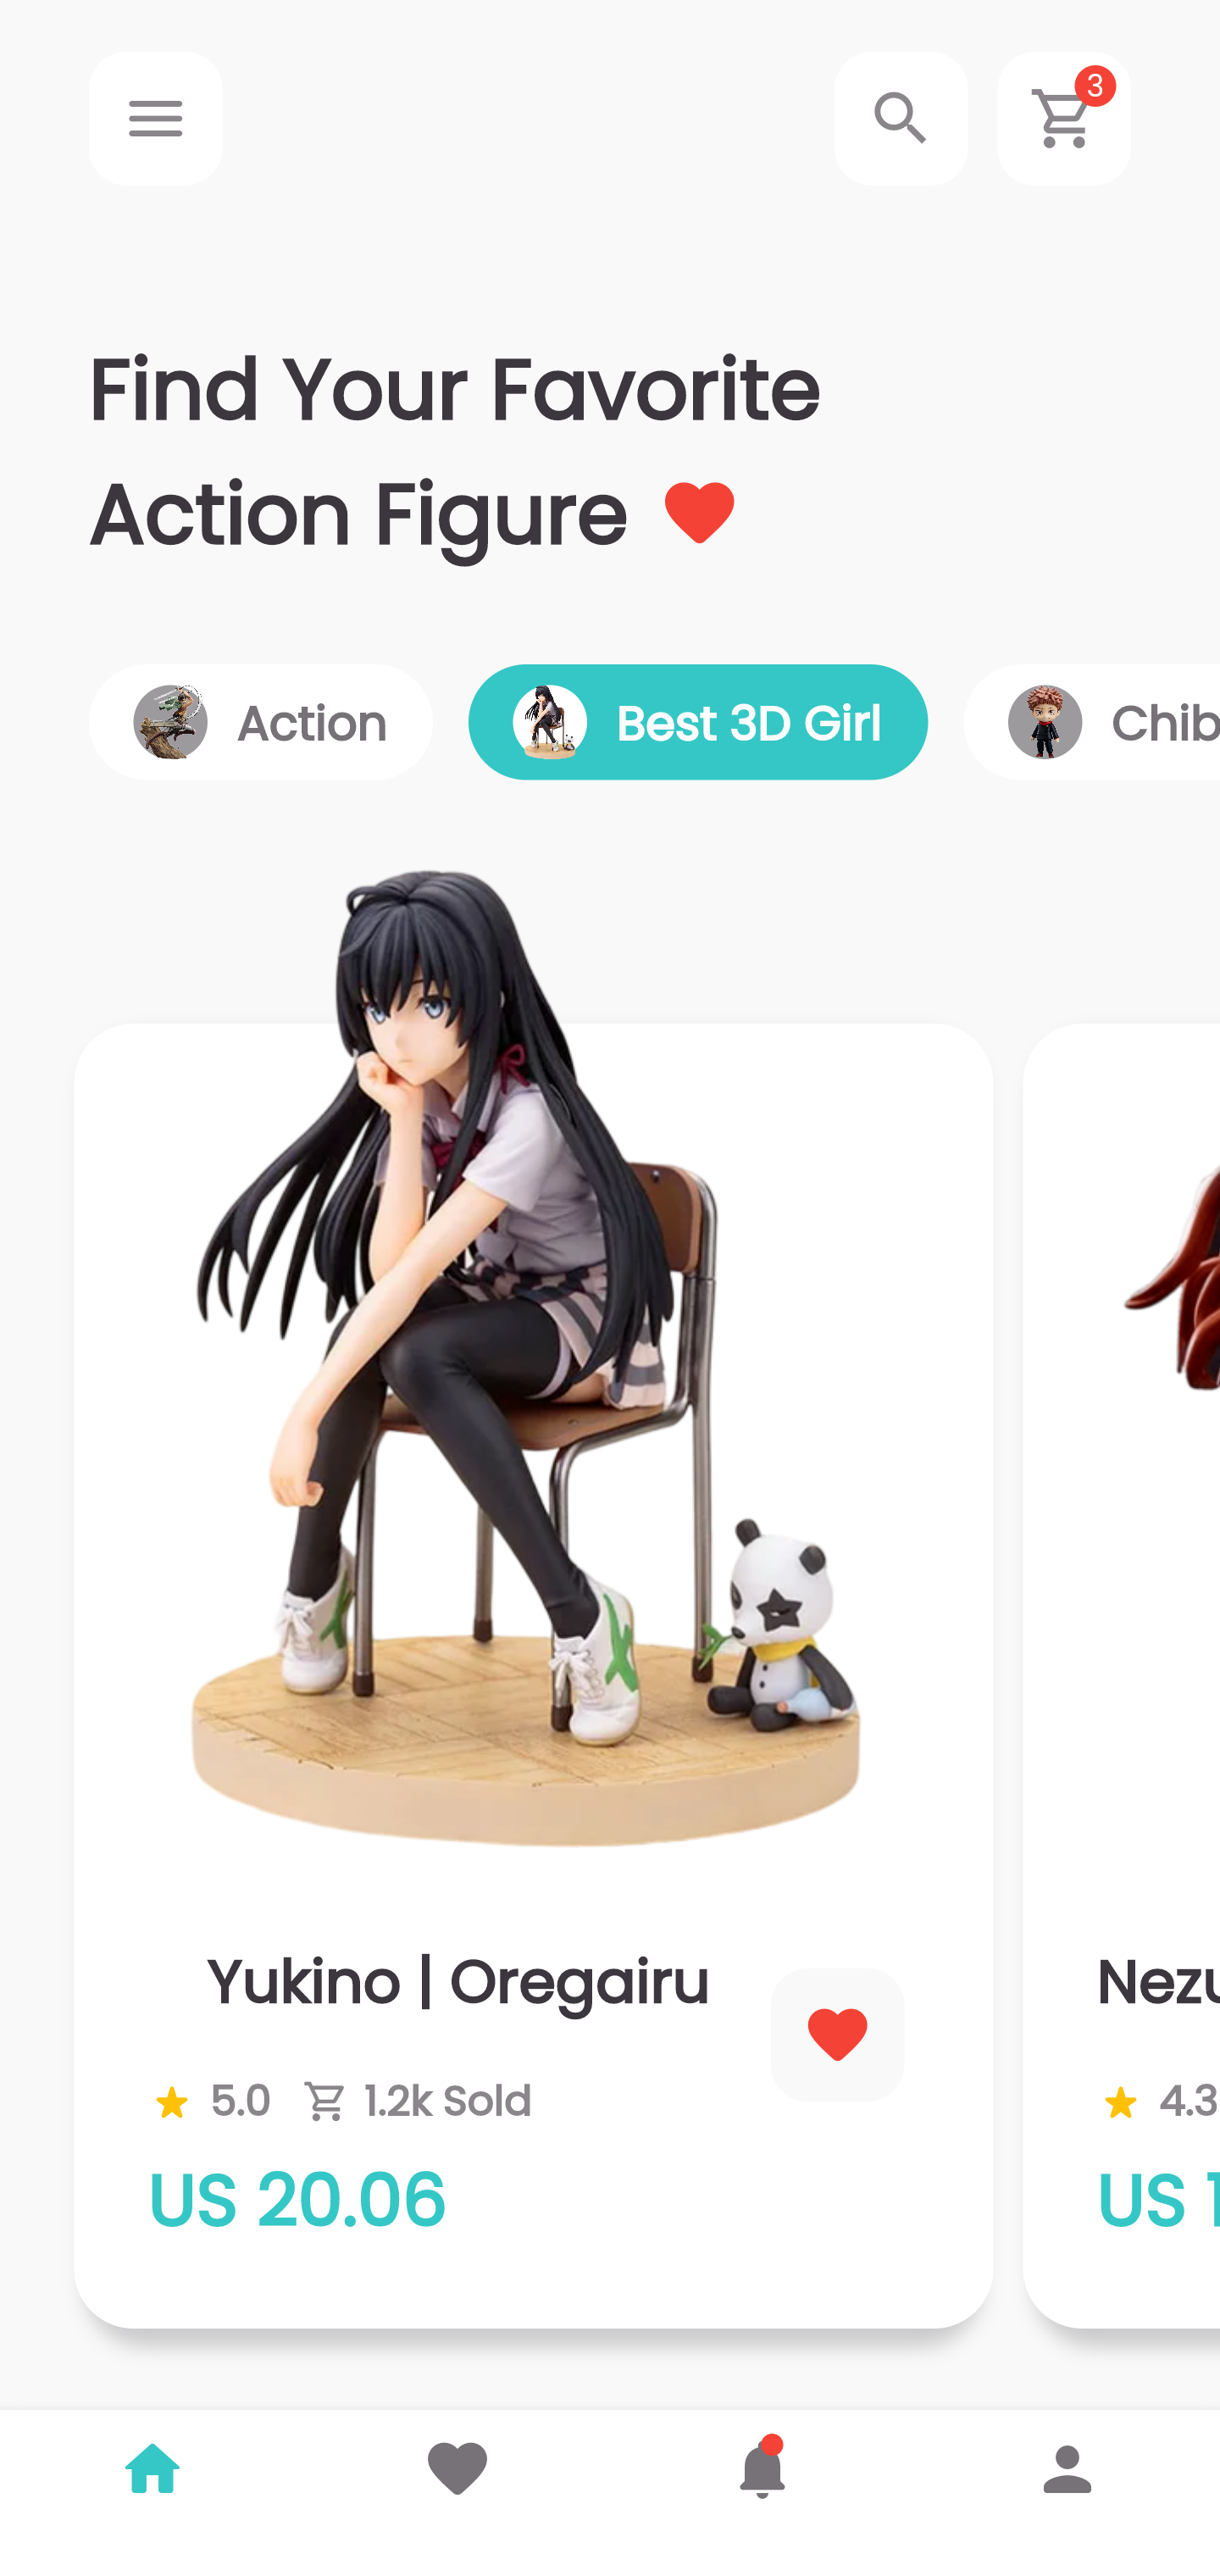 3
Find Your Favorite
Action Figure
Action
Best 3D Girl
Chib
Yukino | Oregairu
Nezu
5.0
1.2k Sold
4.3
US 20.06
US 1